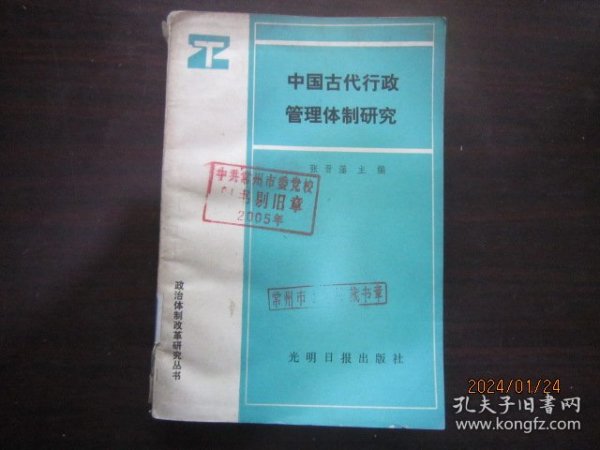 中国古代行政
管理体制研究
张晋藩 主编
中共常州市委党校
图书剔旧章
2005年
常州市
政治体制改革研究丛书
光明日报出版社
2024/01/24
孔夫子旧书网
www.kongfz.com